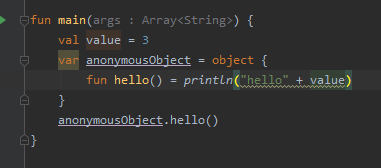 fun main(args : Array<String>) {
    val value = 3
    var anonymousObject = object {
        fun hello() = println("hello" + value)
    }
    anonymousObject.hello()
}